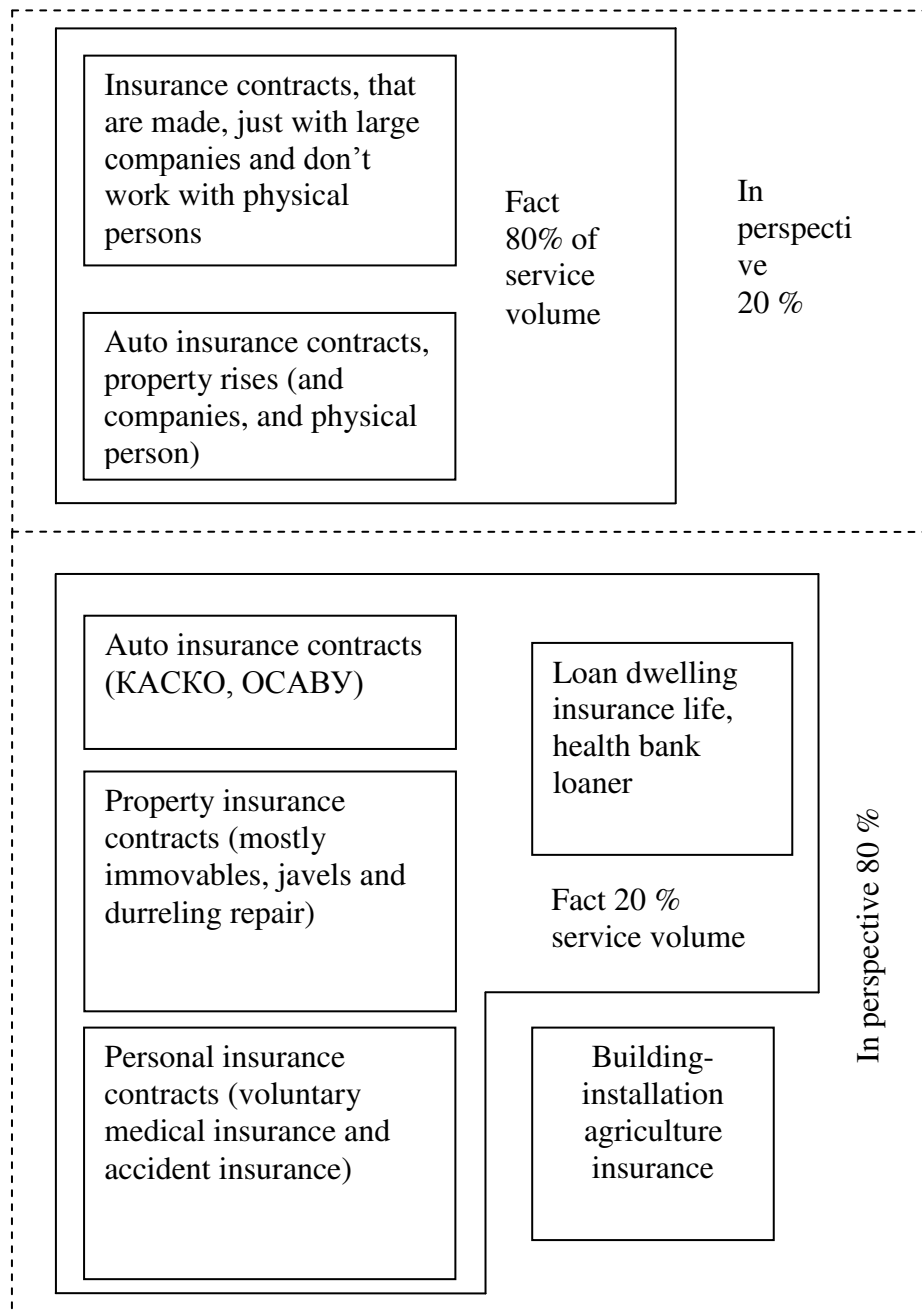 Insurance contracts, that
are made, just with large
companies and don’t
work with physical
persons
Fact
80% of
service
volume
In
perspecti
ve
20 %
Auto insurance contracts,
property rises (and
companies, and physical
person)
Auto insurance contracts
(КАСКО, ОСАВУ)
Loan dwelling
insurance life,
health bank
loaner
Property insurance
contracts (mostly
immovables, javels and
durreling repair)
Fact 20 %
service volume
In perspective 80 %
Personal insurance
contracts (voluntary
medical insurance and
accident insurance)
Building-
installation
agriculture
insurance